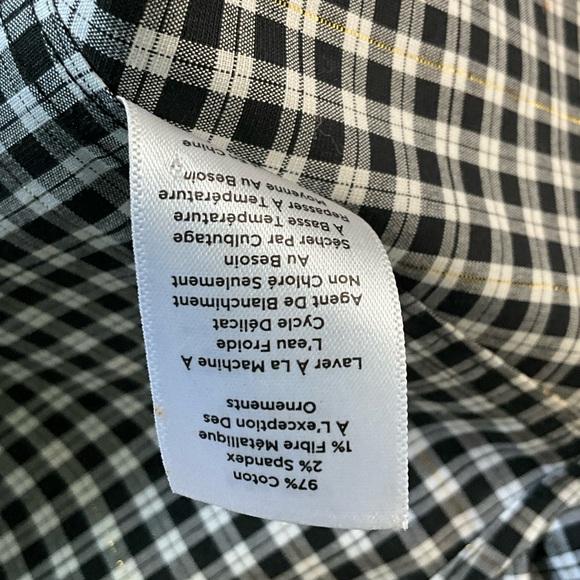 97% Coton
2% Spandex
1% Fibre Métallique
À L'exception Des
Ornements
Laver À La Machine À
L'eau Froide
Cycle Délicat
Agent De Blanchiment
Non Chloré Seulement
Au Besoin
Sécher Par Culbutage
À Basse Température
Repasser À Température
Moyenne Au Besoin
Chine